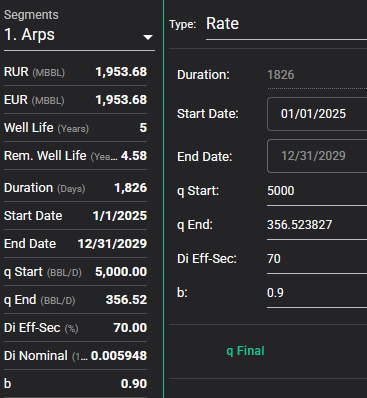 Segments
1. Arps
RUR (MBBL) 1,953.68
EUR (MBBL) 1,953.68
Well Life (Years) 5
Rem. Well Life (Yea... 4.58
Duration (Days) 1,826
Start Date 1/1/2025
End Date 12/31/2029
q Start (BBL/D) 5,000.00
q End (BBL/D) 356.52
Di Eff-Sec (%) 70.00
Di Nominal (1... 0.005948
b 0.90
Type: Rate
Duration: 1826
Start Date: 01/01/2025
End Date: 12/31/2029
q Start: 5000
q End: 356.523827
Di Eff-Sec: 70
b: 0.9
q Final